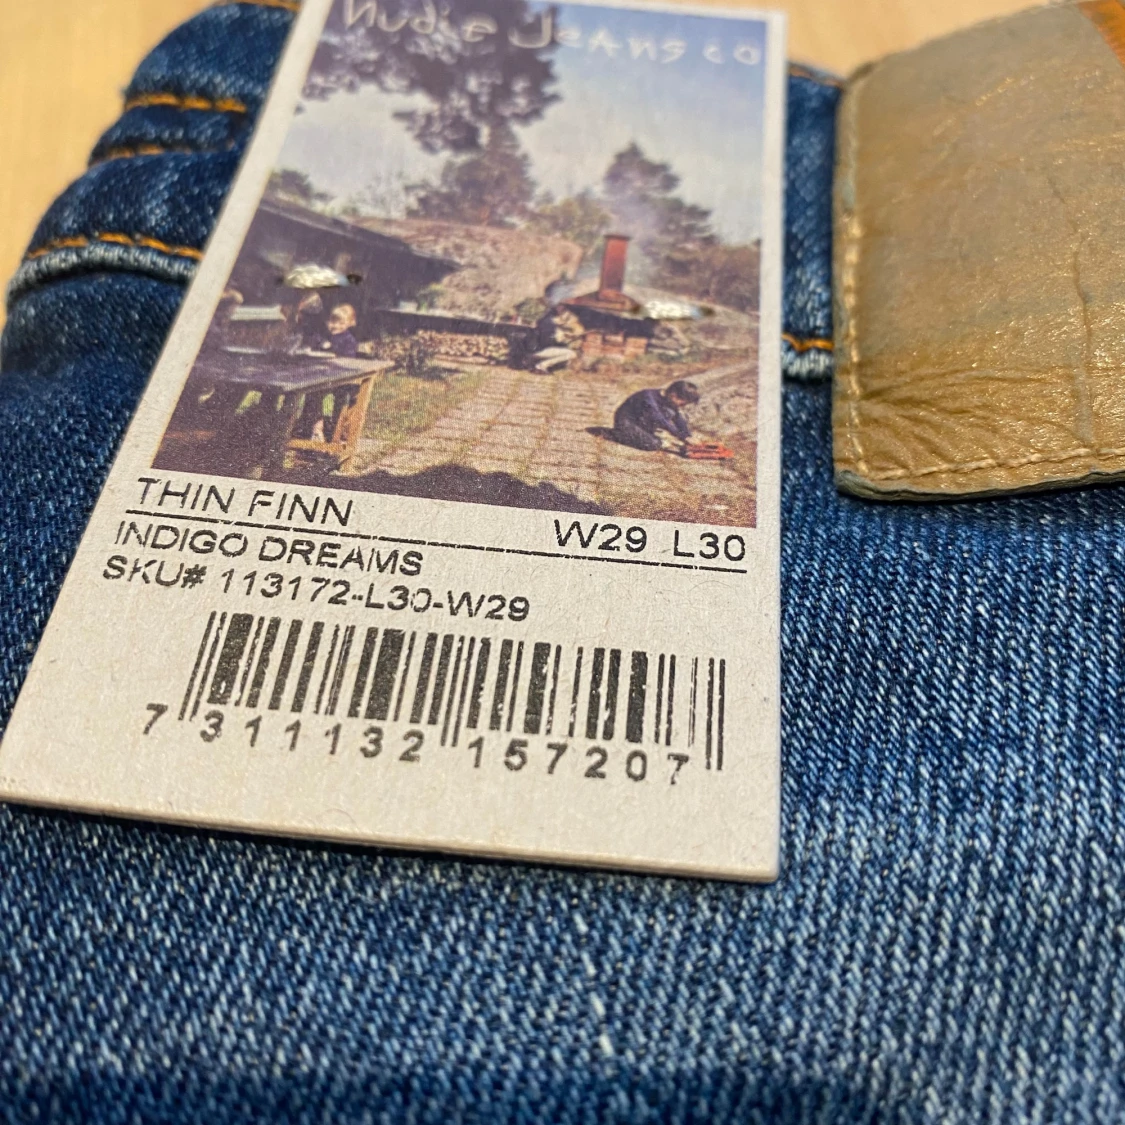 Nudie Jeans co
THIN FINN W29 L30
INDIGO DREAMS
SKU# 113172-L30-W29
7 311132 157207